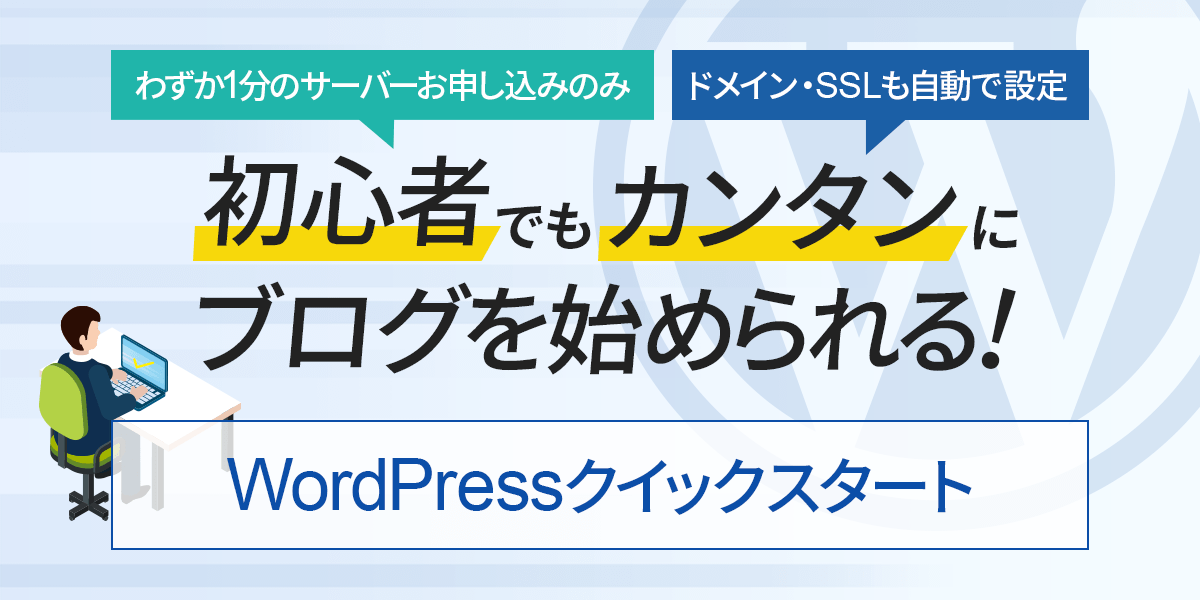 わずか1分のサーバーお申し込みのみ
ドメイン・SSLも自動で設定
初心者でもカンタンに
ブログを始められる!
WordPressクイックスタート